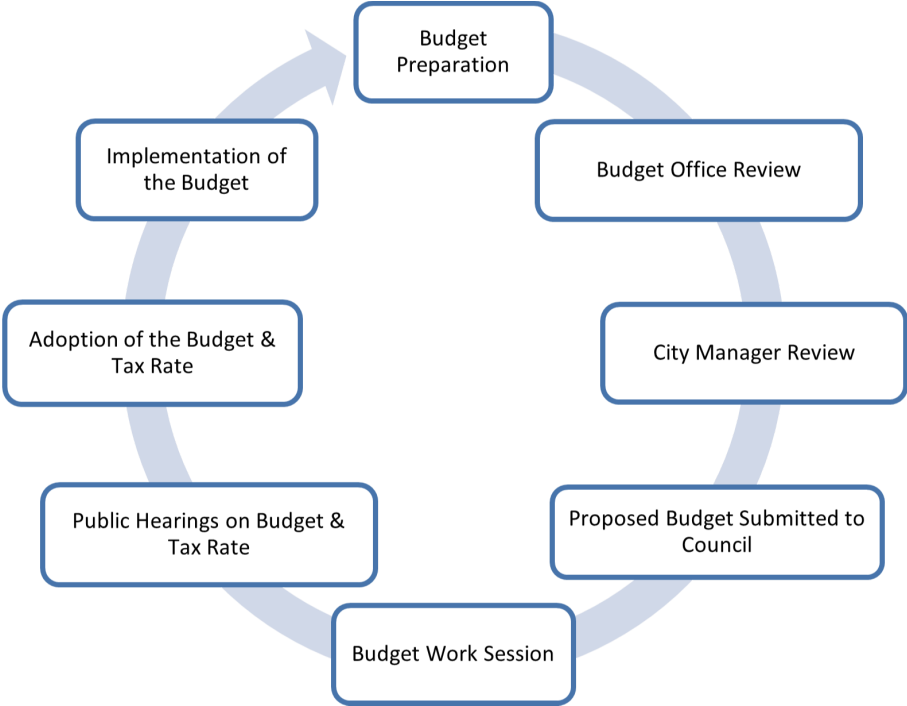 Budget
Preparation
Budget Office Review
City Manager Review
Proposed Budget Submitted to
Council
Budget Work Session
Public Hearings on Budget &
Tax Rate
Adoption of the Budget &
Tax Rate
Implementation of
the Budget